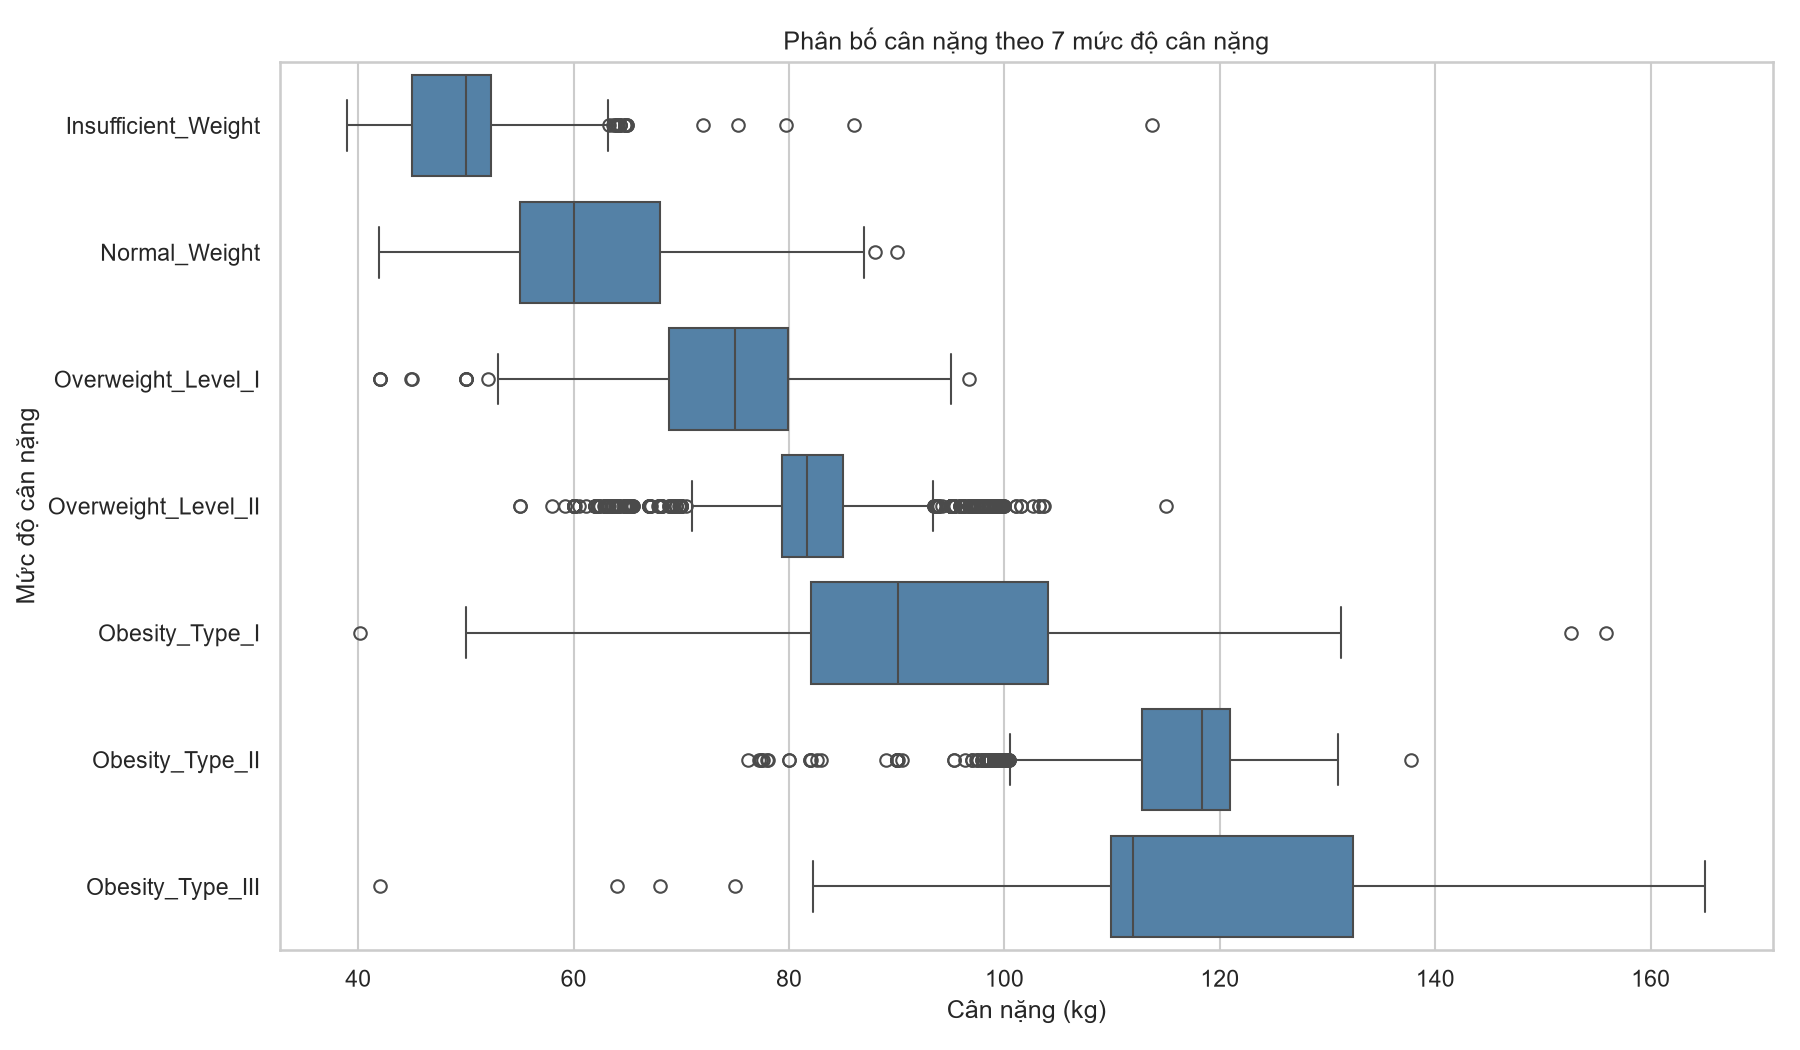 Phân bố cân nặng theo 7 mức độ cân nặng
Mức độ cân nặng
Insufficient_Weight
Normal_Weight
Overweight_Level_I
Overweight_Level_II
Obesity_Type_I
Obesity_Type_II
Obesity_Type_III
40 60 80 100 120 140 160
Cân nặng (kg)